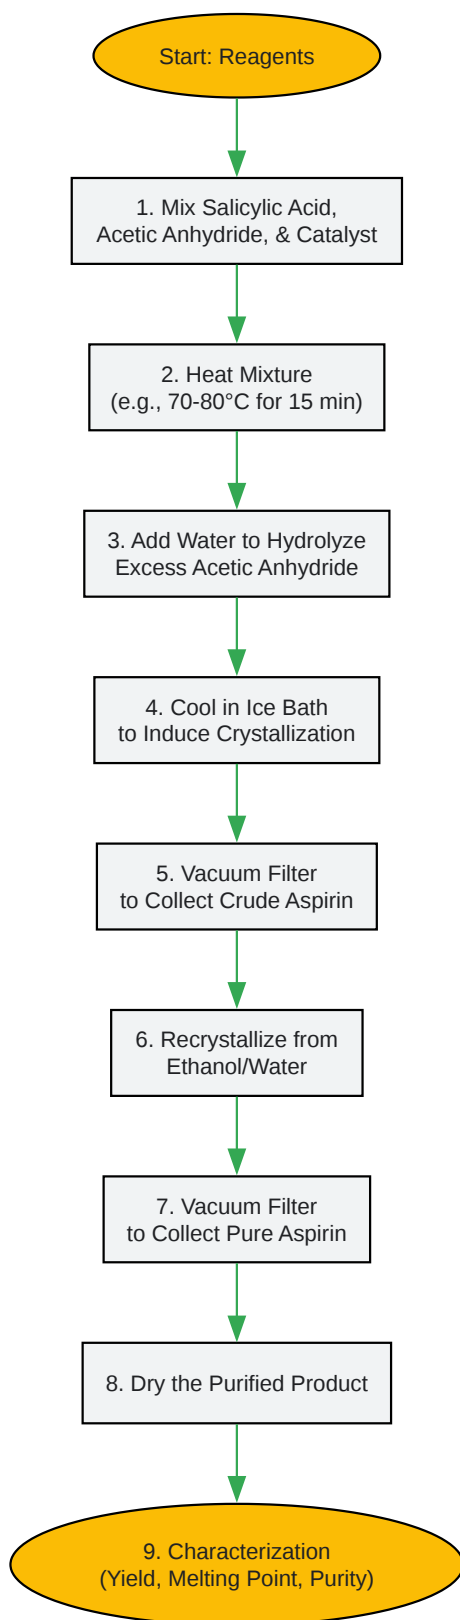 Start: Reagents
1. Mix Salicylic Acid,
Acetic Anhydride, & Catalyst
2. Heat Mixture
(e.g., 70-80°C for 15 min)
3. Add Water to Hydrolyze
Excess Acetic Anhydride
4. Cool in Ice Bath
to Induce Crystallization
5. Vacuum Filter
to Collect Crude Aspirin
6. Recrystallize from
Ethanol/Water
7. Vacuum Filter
to Collect Pure Aspirin
8. Dry the Purified Product
9. Characterization
(Yield, Melting Point, Purity)